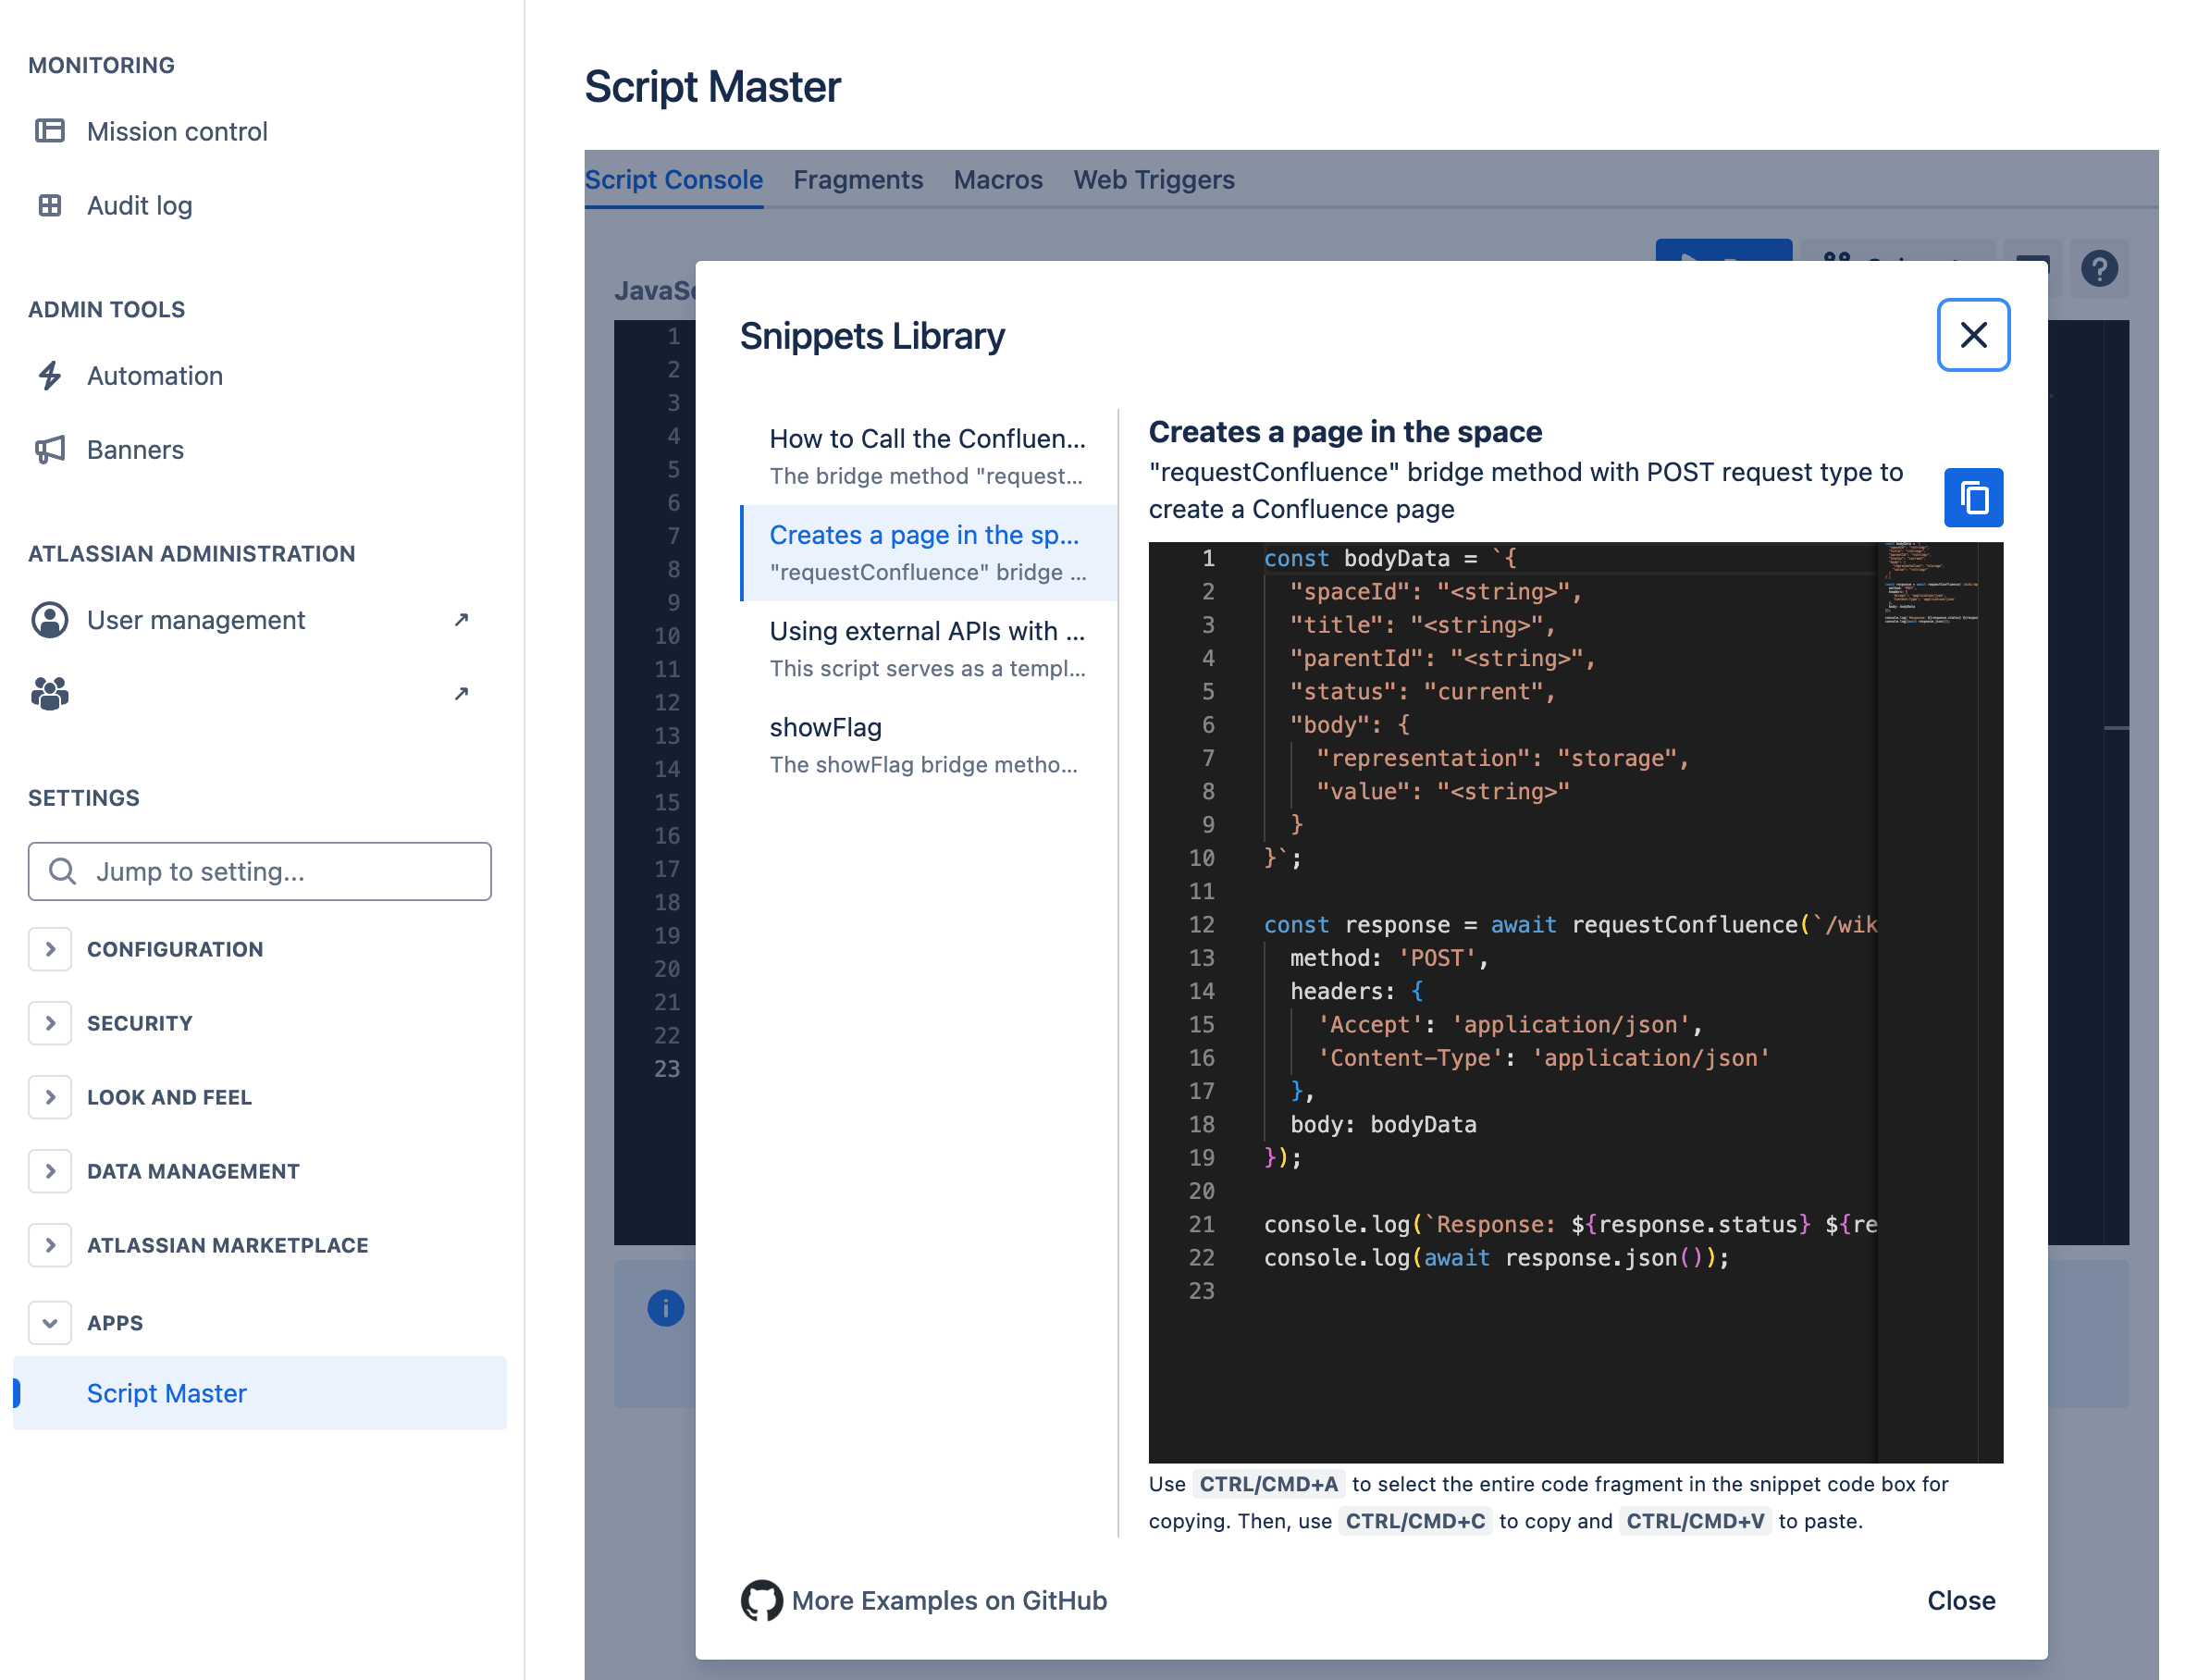 MONITORING
Mission control
Audit log
ADMIN TOOLS
Automation
Banners
ATLASSIAN ADMINISTRATION
User management
SETTINGS
Jump to setting...
CONFIGURATION
SECURITY
LOOK AND FEEL
DATA MANAGEMENT
ATLASSIAN MARKETPLACE
APPS
Script Master
Script Master
Script Console Fragments Macros Web Triggers
1
2
3
4
5
6
7
8
9
10
11
12
13
14
15
16
17
18
19
20
21
22
23
Snippets Library
How to Call the Confluen...
The bridge method "request...
Creates a page in the sp...
"requestConfluence" bridge ...
Using external APIs with ...
This script serves as a templ...
showFlag
The showFlag bridge metho...
Creates a page in the space
"requestConfluence" bridge method with POST request type to
create a Confluence page
1 const bodyData = `{
2 "spaceId": "<string>",
3 "title": "<string>",
4 "parentId": "<string>",
5 "status": "current",
6 "body": {
7 "representation": "storage",
8 "value": "<string>"
9 }
10 }`;
11
12 const response = await requestConfluence(`/wik
13 method: 'POST',
14 headers: {
15 'Accept': 'application/json',
16 'Content-Type': 'application/json'
17 },
18 body: bodyData
19 });
20
21 console.log(`Response: ${response.status} ${re
22 console.log(await response.json());
23
Use CTRL/CMD+A to select the entire code fragment in the snippet code box for
copying. Then, use CTRL/CMD+C to copy and CTRL/CMD+V to paste.
More Examples on GitHub
Close